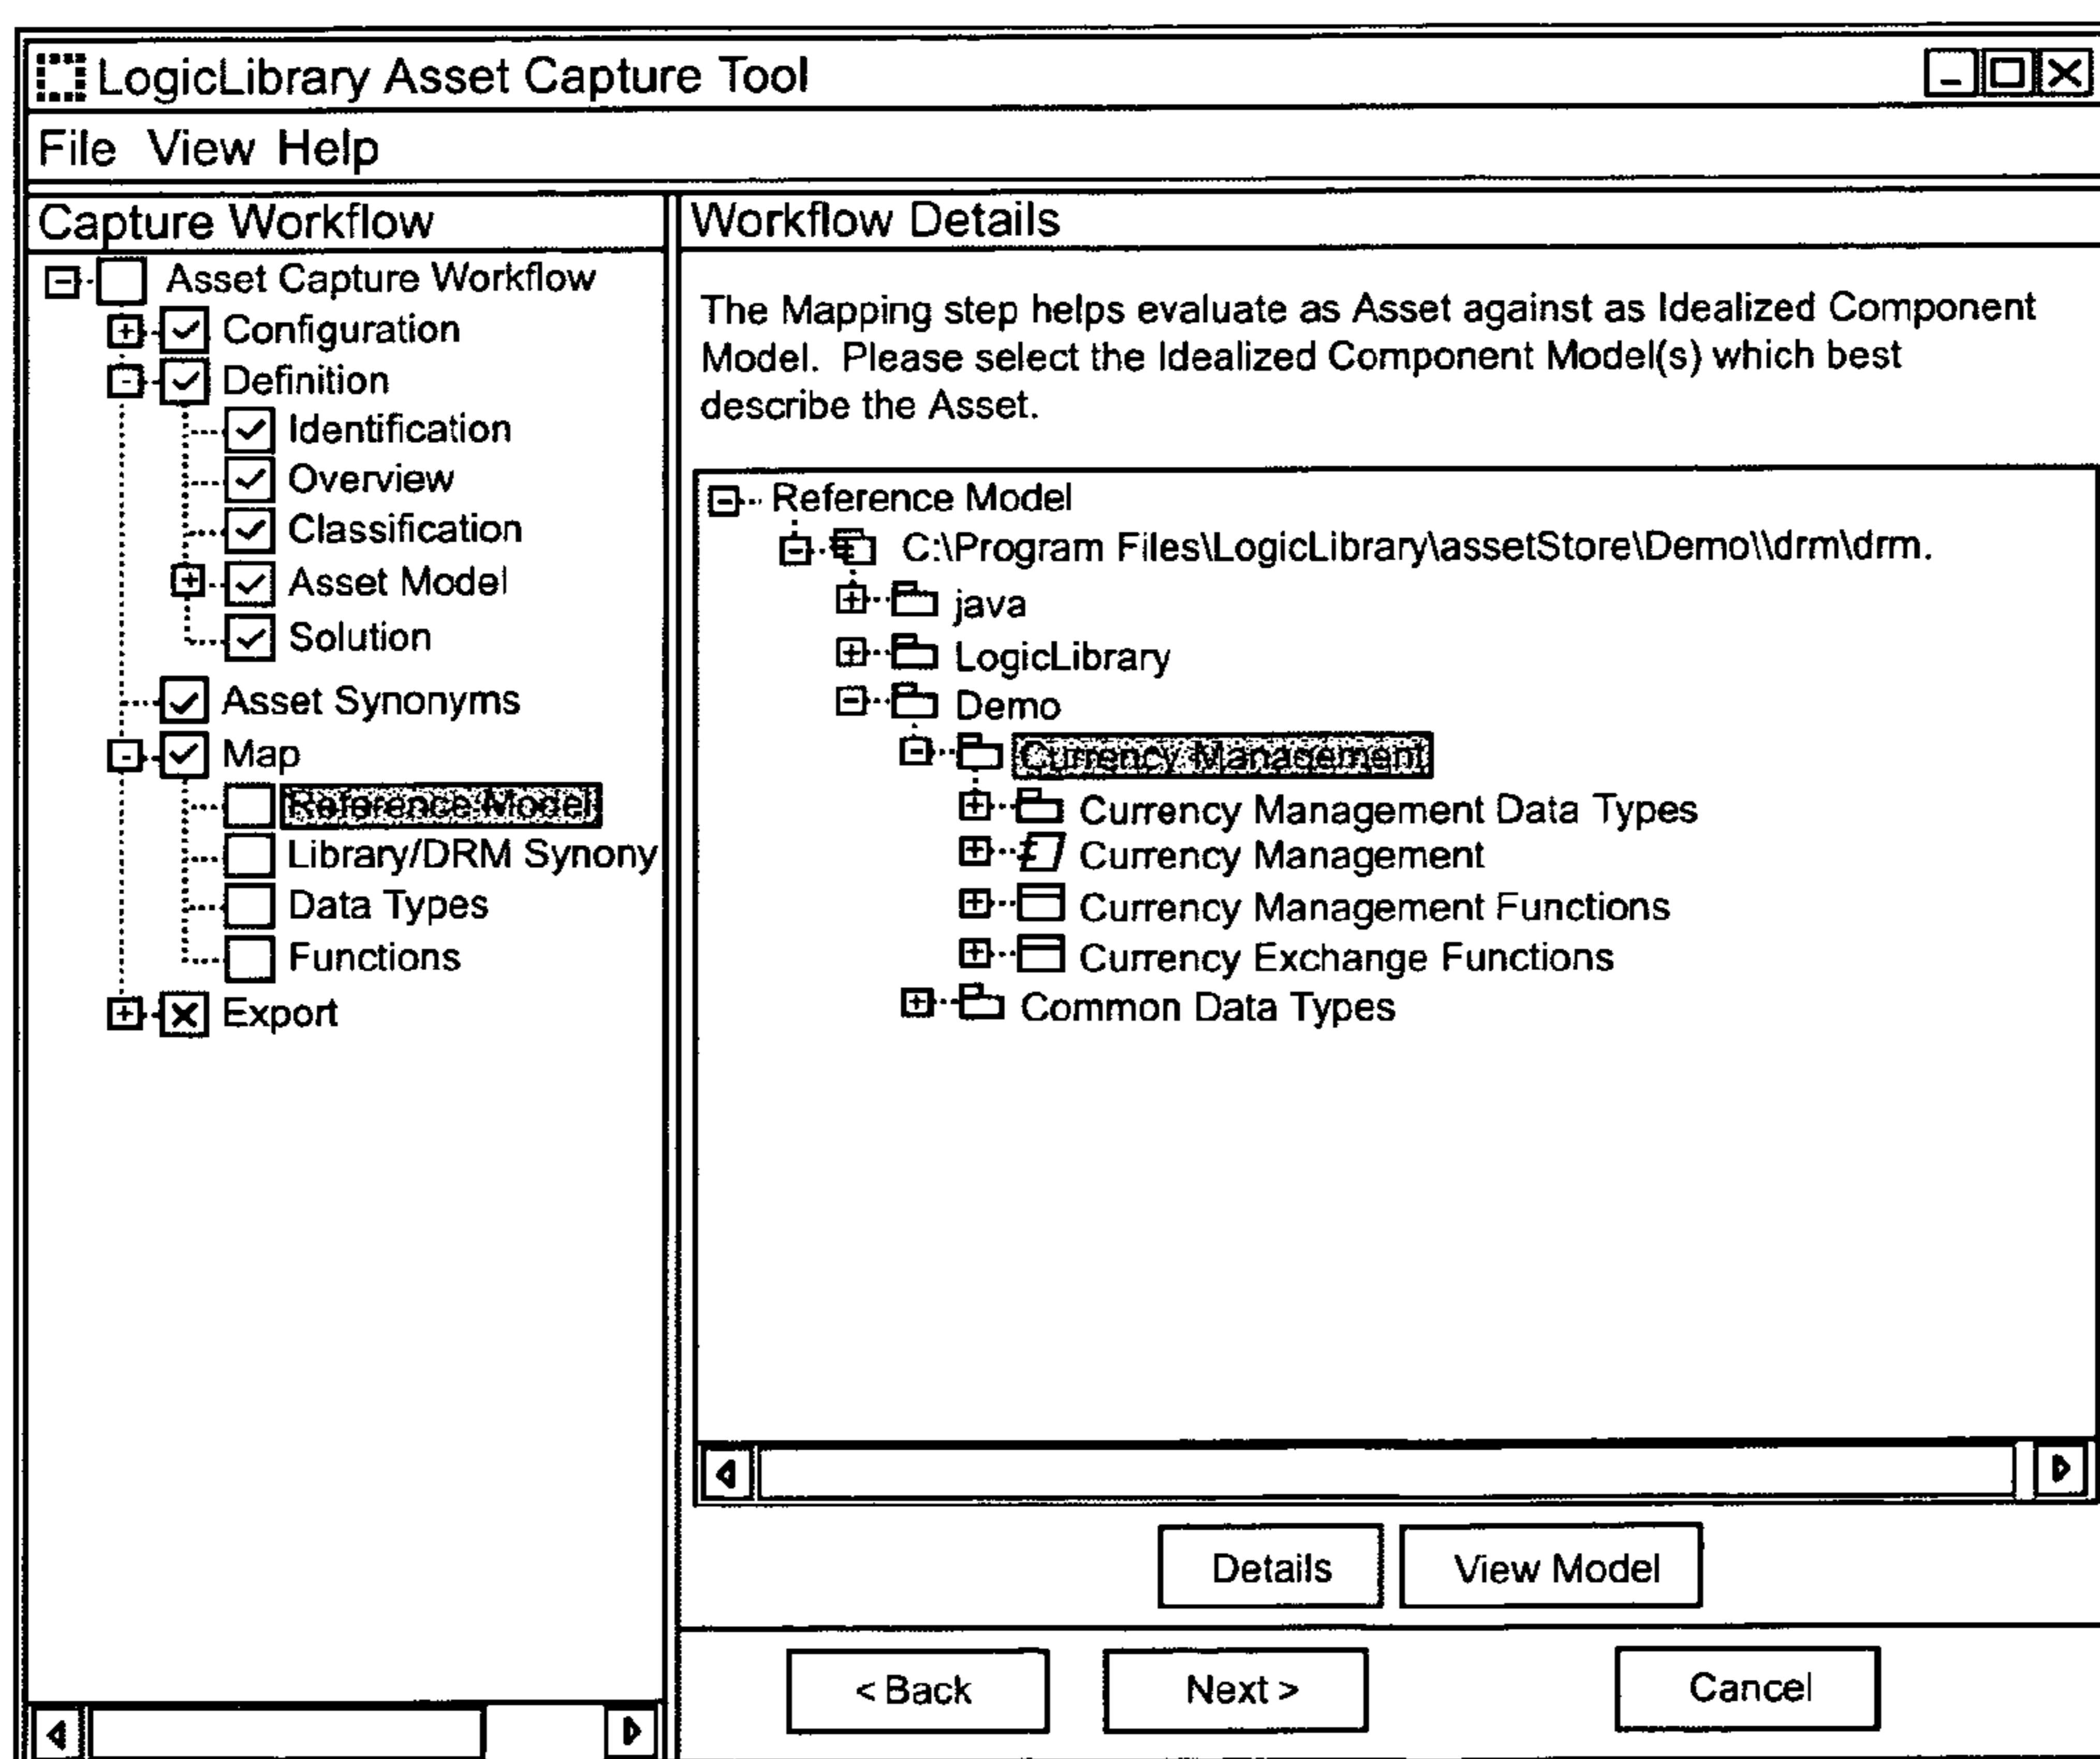 LogicLibrary Asset Capture Tool
File View Help
Capture Workflow
Asset Capture Workflow
Configuration
Definition
Identification
Overview
Classification
Asset Model
Solution
Asset Synonyms
Map
Reference Model
Library/DRM Synony
Data Types
Functions
Export
Workflow Details
The Mapping step helps evaluate as Asset against as Idealized Component
Model. Please select the Idealized Component Model(s) which best
describe the Asset.
Reference Model
C:\Program Files\LogicLibrary\assetStore\Demo\\drm\drm.
java
LogicLibrary
Demo
Currency Management
Currency Management Data Types
Currency Management
Currency Management Functions
Currency Exchange Functions
Common Data Types
Details
View Model
< Back
Next >
Cancel